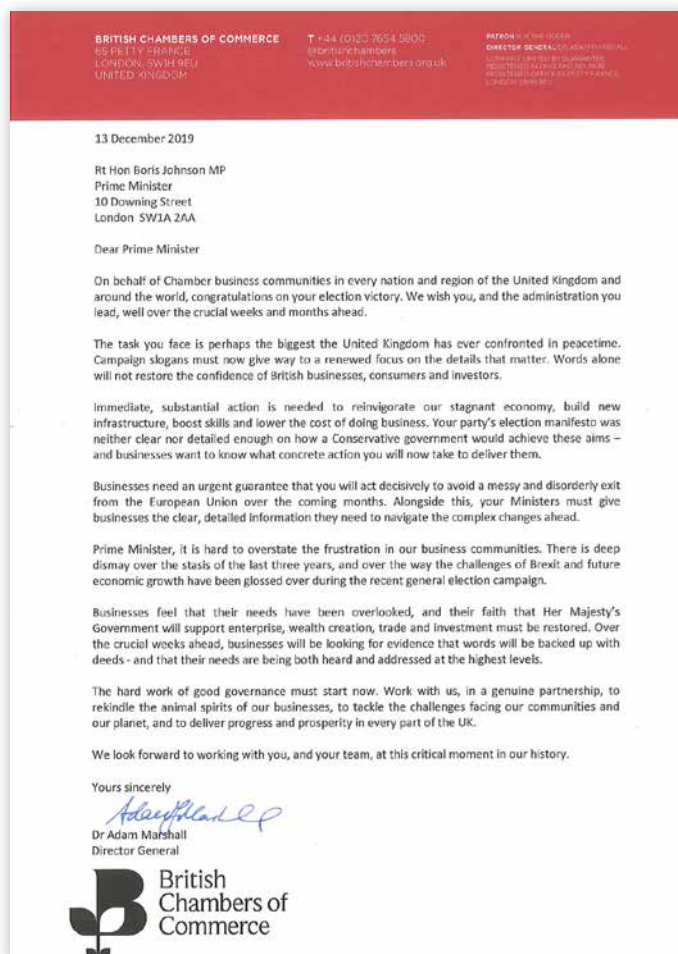 BRITISH CHAMBERS OF COMMERCE
65 PETTY FRANCE
LONDON, SW1H 9EU
UNITED KINGDOM
T +44 (0)20 7654 5800
@britishchambers
www.britishchambers.org.uk
PATRON
DIRECTOR GENERAL
13 December 2019
Rt Hon Boris Johnson MP
Prime Minister
10 Downing Street
London SW1A 2AA
Dear Prime Minister
On behalf of Chamber business communities in every nation and region of the United Kingdom and
around the world, congratulations on your election victory. We wish you, and the administration you
lead, well over the crucial weeks and months ahead.
The task you face is perhaps the biggest the United Kingdom has ever confronted in peacetime.
Campaign slogans must now give way to a renewed focus on the details that matter. Words alone
will not restore the confidence of British businesses, consumers and investors.
Immediate, substantial action is needed to reinvigorate our stagnant economy, build new
infrastructure, boost skills and lower the cost of doing business. Your party's election manifesto was
neither clear nor detailed enough on how a Conservative government would achieve these aims –
and businesses want to know what concrete action you will now take to deliver them.
Businesses need an urgent guarantee that you will act decisively to avoid a messy and disorderly exit
from the European Union over the coming months. Alongside this, your Ministers must give
businesses the clear, detailed information they need to navigate the complex changes ahead.
Prime Minister, it is hard to overstate the frustration in our business communities. There is deep
dismay over the stasis of the last three years, and over the way the challenges of Brexit and future
economic growth have been glossed over during the recent general election campaign.
Businesses feel that their needs have been overlooked, and their faith that Her Majesty's
Government will support enterprise, wealth creation, trade and investment must be restored. Over
the crucial weeks ahead, businesses will be looking for evidence that words will be backed up with
deeds - and that their needs are being both heard and addressed at the highest levels.
The hard work of good governance must start now. Work with us, in a genuine partnership, to
rekindle the animal spirits of our businesses, to tackle the challenges facing our communities and
our planet, and to deliver progress and prosperity in every part of the UK.
We look forward to working with you, and your team, at this critical moment in our history.
Yours sincerely
Dr Adam Marshall
Director General
British
Chambers of
Commerce